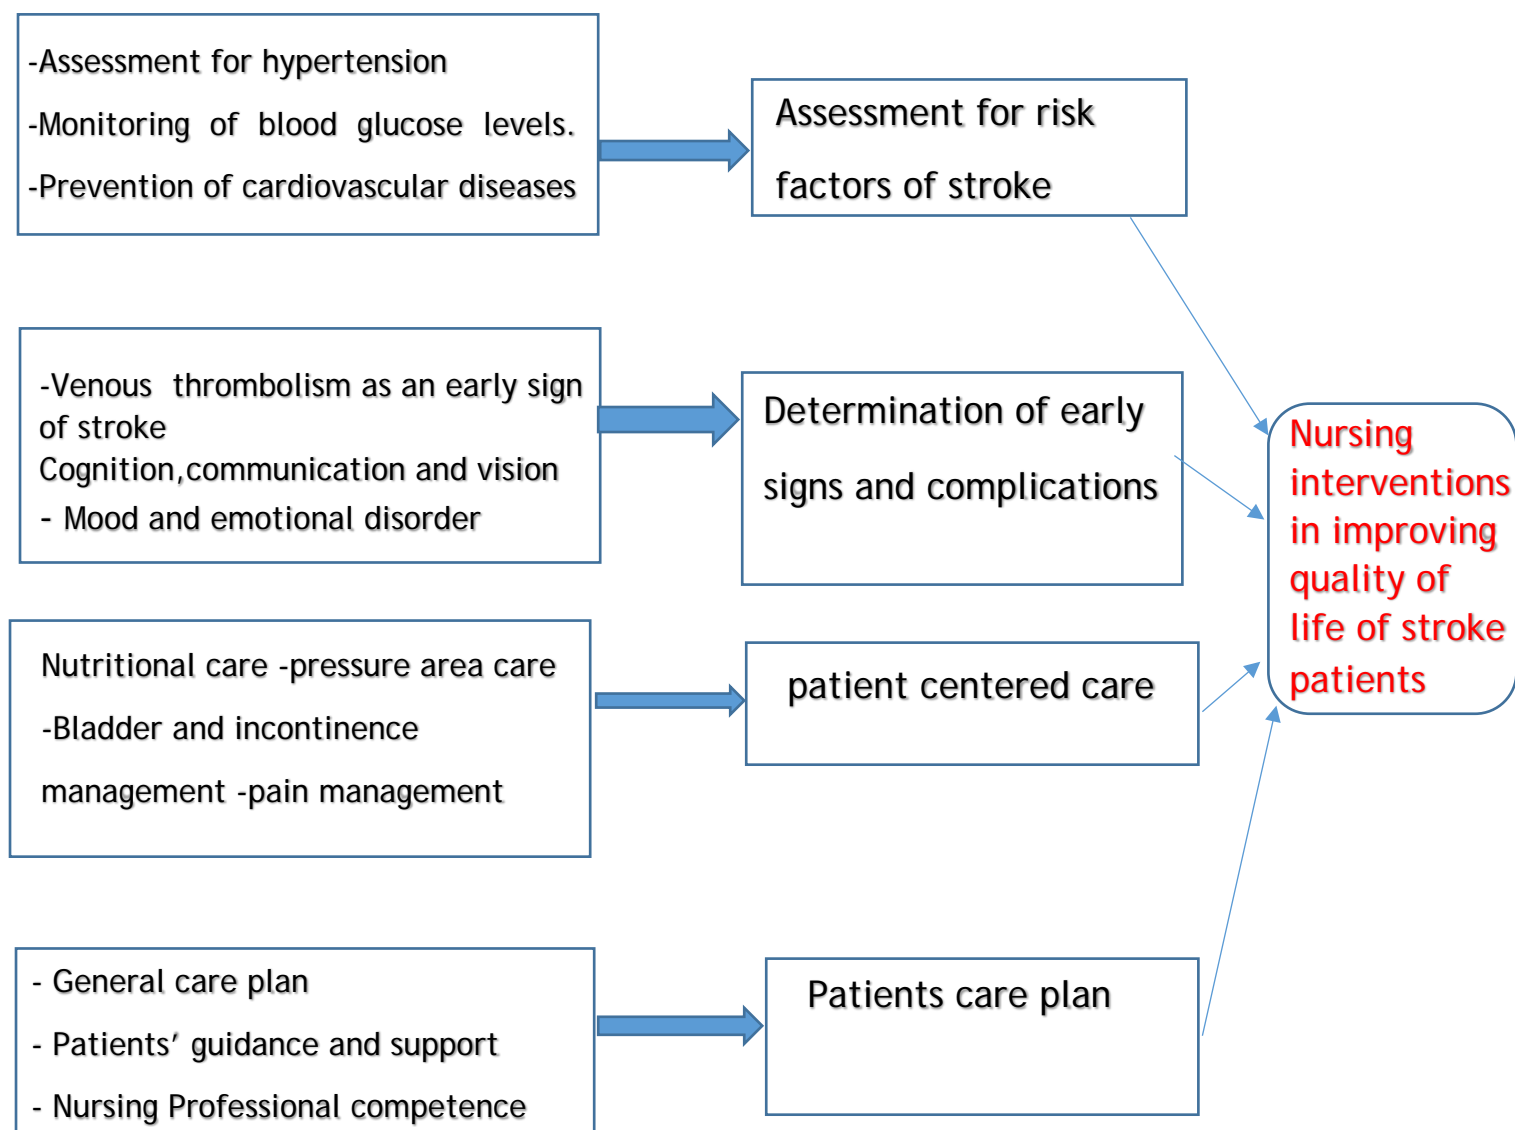 -Assessment for hypertension
-Monitoring of blood glucose levels.
-Prevention of cardiovascular diseases
Assessment for risk
factors of stroke
-Venous thrombolism as an early sign
of stroke
Cognition,communication and vision
- Mood and emotional disorder
Determination of early
signs and complications
Nutritional care -pressure area care
-Bladder and incontinence
management -pain management
patient centered care
- General care plan
- Patients’ guidance and support
- Nursing Professional competence
Patients care plan
Nursing
interventions
in improving
quality of
life of stroke
patients